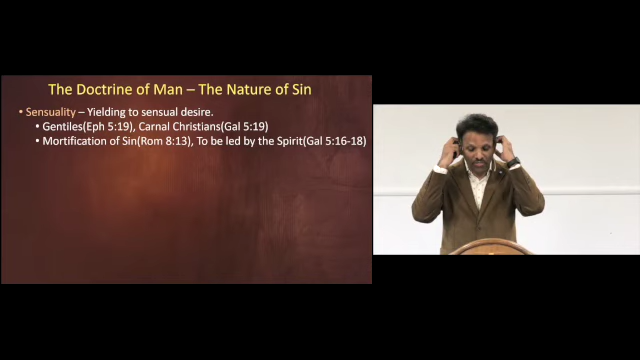 The Doctrine of Man – The Nature of Sin
• Sensuality – Yielding to sensual desire.
• Gentiles(Eph 5:19), Carnal Christians(Gal 5:19)
• Mortification of Sin(Rom 8:13), To be led by the Spirit(Gal 5:16-18)